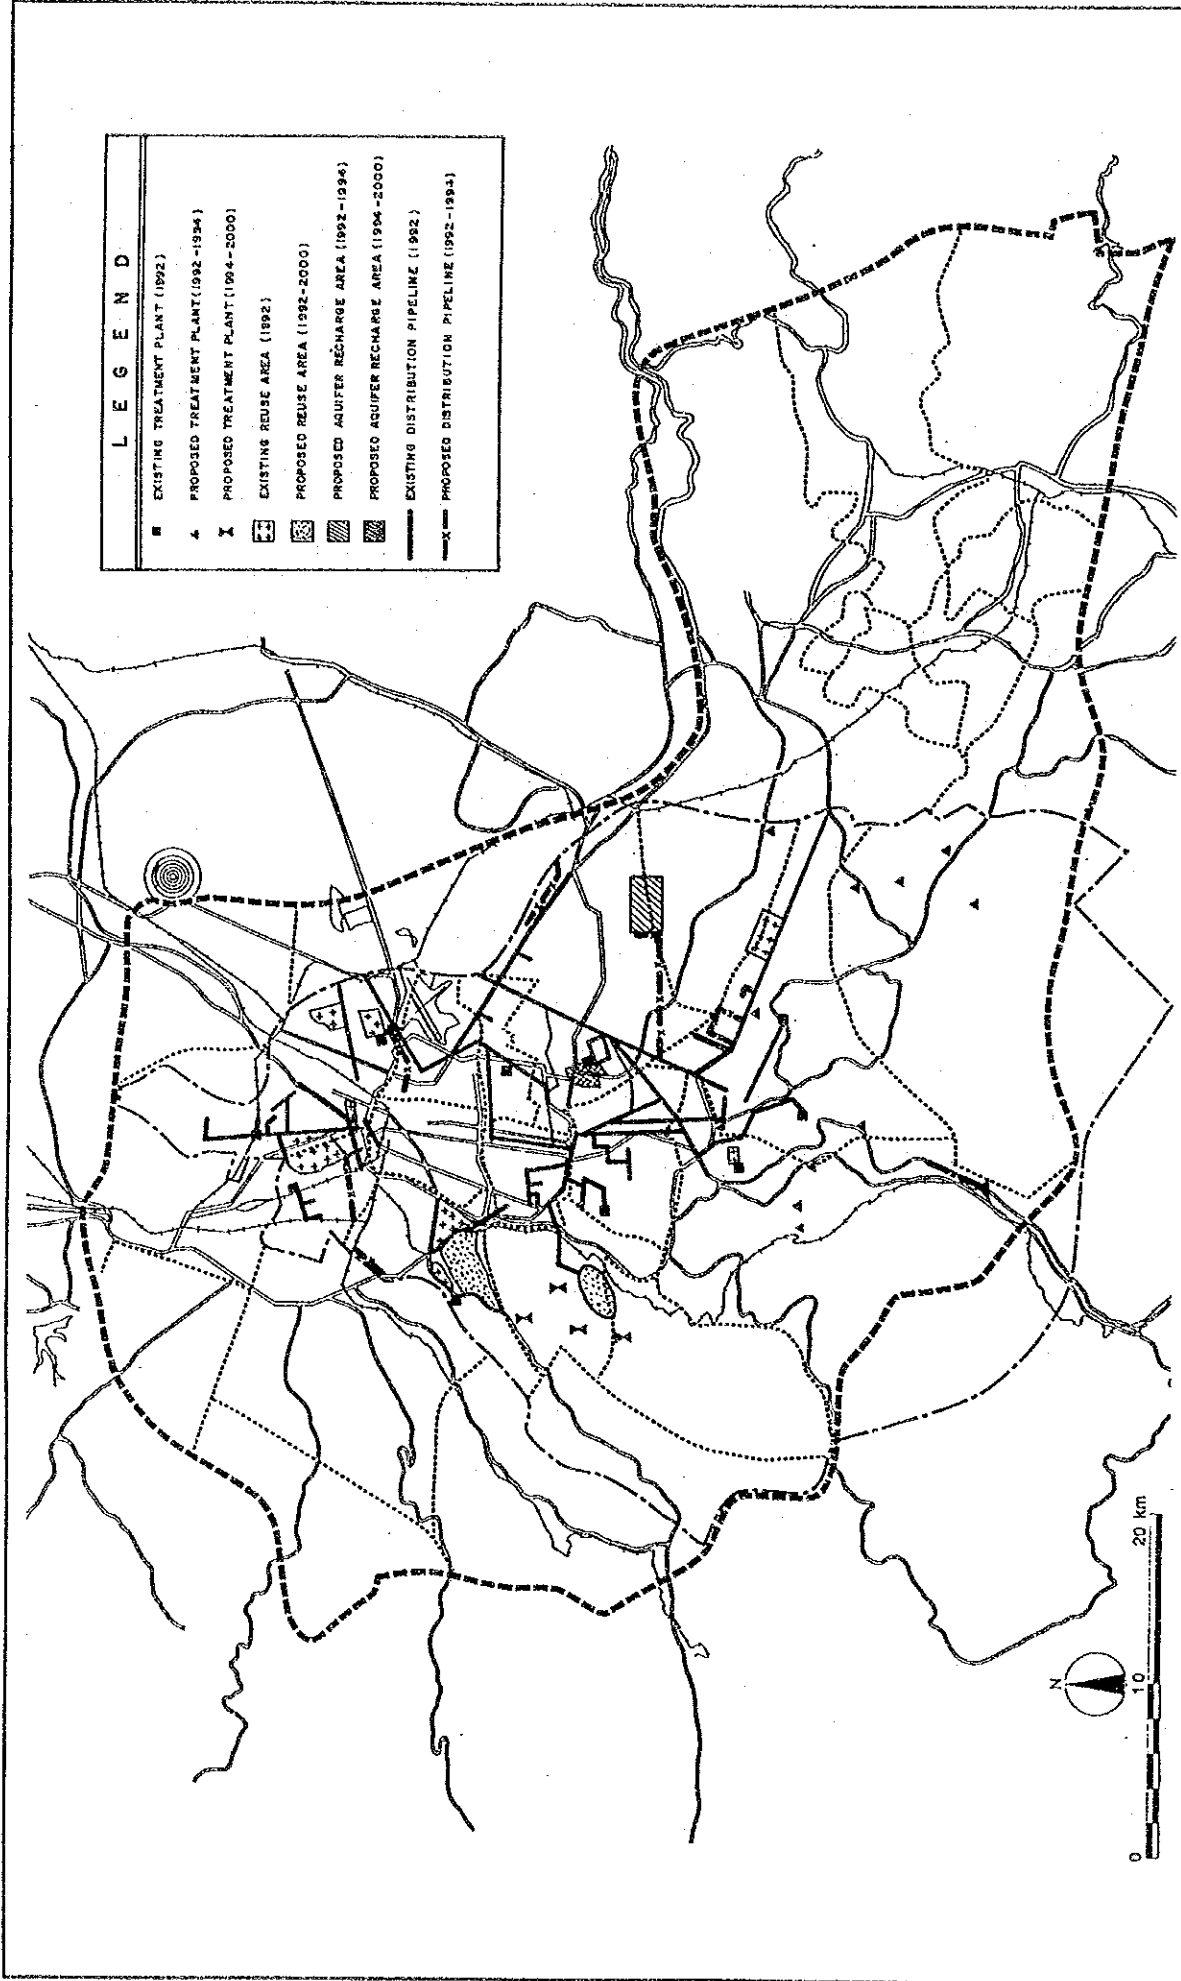 L E G E N D
EXISTING TREATMENT PLANT (1992)
PROPOSED TREATMENT PLANT (1992-1994)
PROPOSED TREATMENT PLANT (1994-2000)
EXISTING REUSE AREA (1992)
PROPOSED REUSE AREA (1992-2000)
PROPOSED AQUIFER RECHARGE AREA (1992-1994)
PROPOSED AQUIFER RECHARGE AREA (1994-2000)
EXISTING DISTRIBUTION PIPELINE (1992)
PROPOSED DISTRIBUTION PIPELINE (1992-1994)
N
0 10 20 km